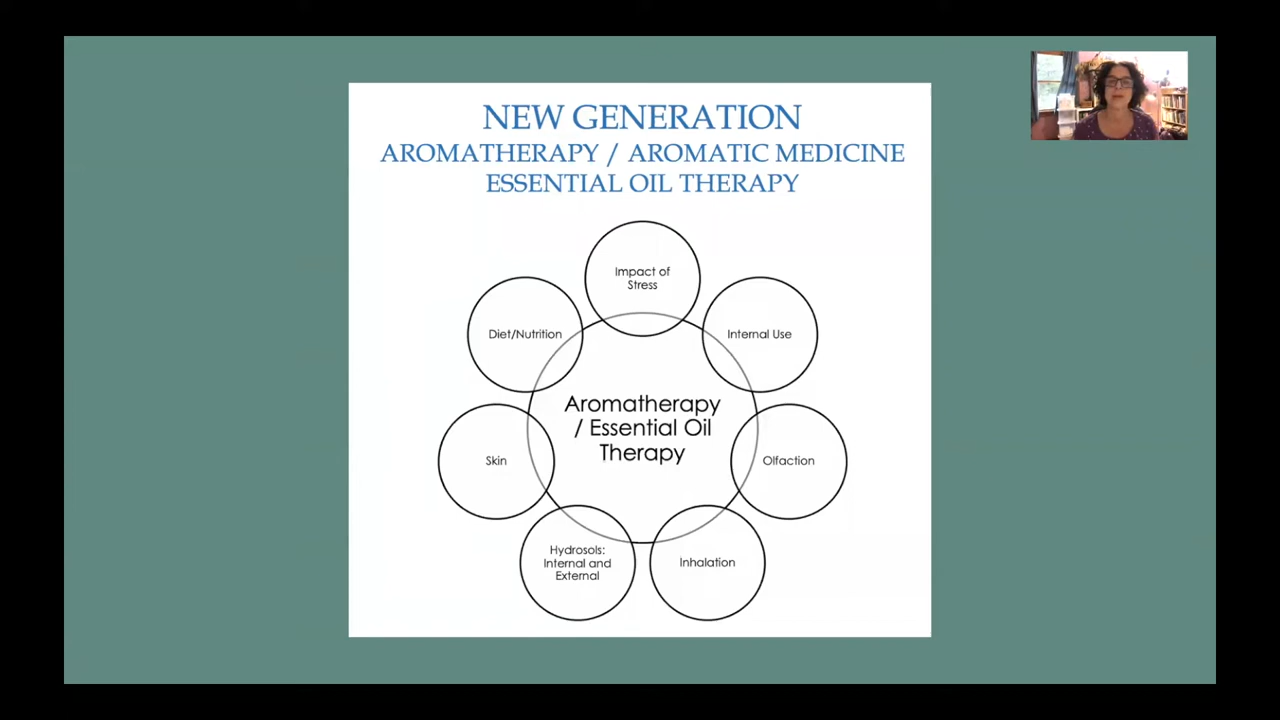 NEW GENERATION
AROMATHERAPY / AROMATIC MEDICINE
ESSENTIAL OIL THERAPY
Impact of
Stress
Diet/Nutrition
Internal Use
Aromatherapy
/ Essential Oil
Therapy
Skin
Olfaction
Hydrosols:
Internal and
External
Inhalation